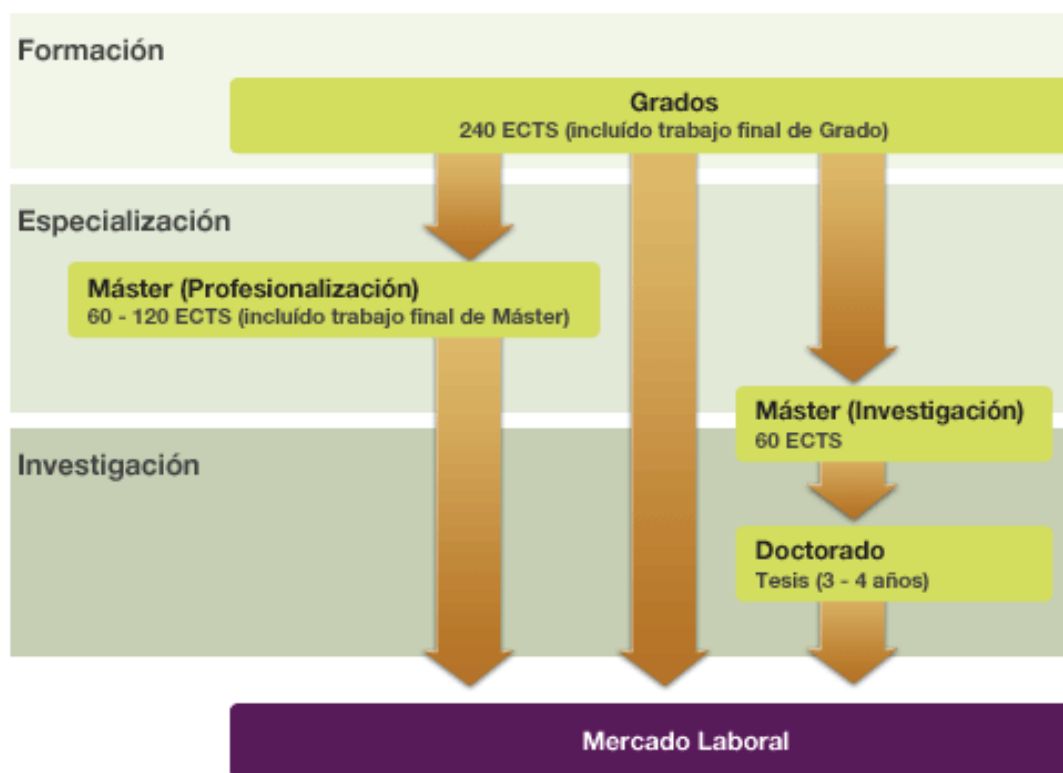 Formación
Grados
240 ECTS (incluído trabajo final de Grado)
Especialización
Máster (Profesionalización)
60 - 120 ECTS (incluído trabajo final de Máster)
Máster (Investigación)
60 ECTS
Investigación
Doctorado
Tesis (3 - 4 años)
Mercado Laboral